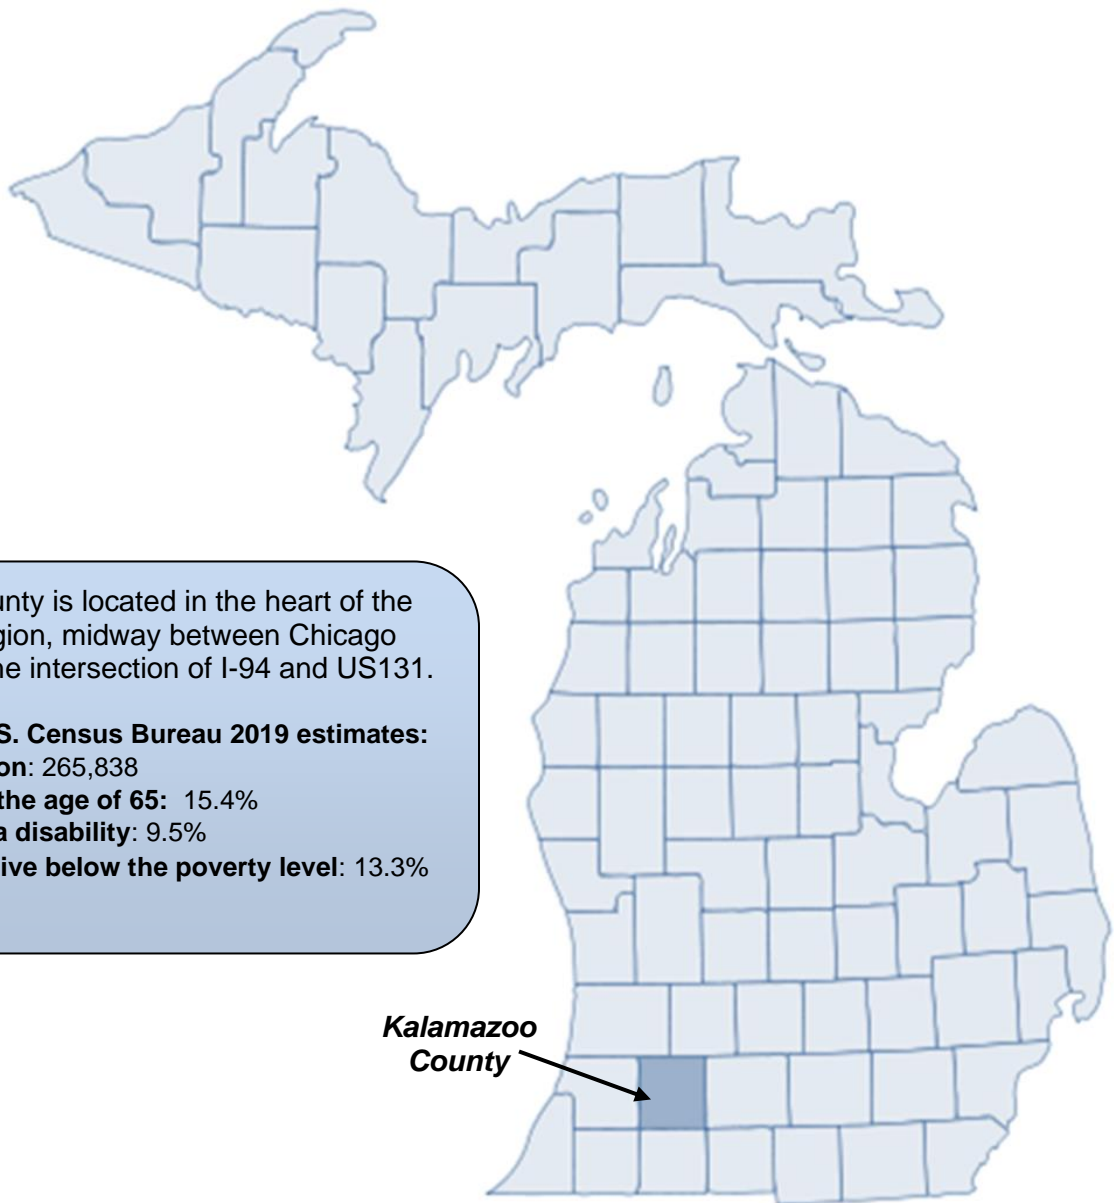 unty is located in the heart of the
gion, midway between Chicago
ne intersection of I-94 and US131.
S. Census Bureau 2019 estimates:
on: 265,838
the age of 65: 15.4%
a disability: 9.5%
ive below the poverty level: 13.3%
Kalamazoo
County